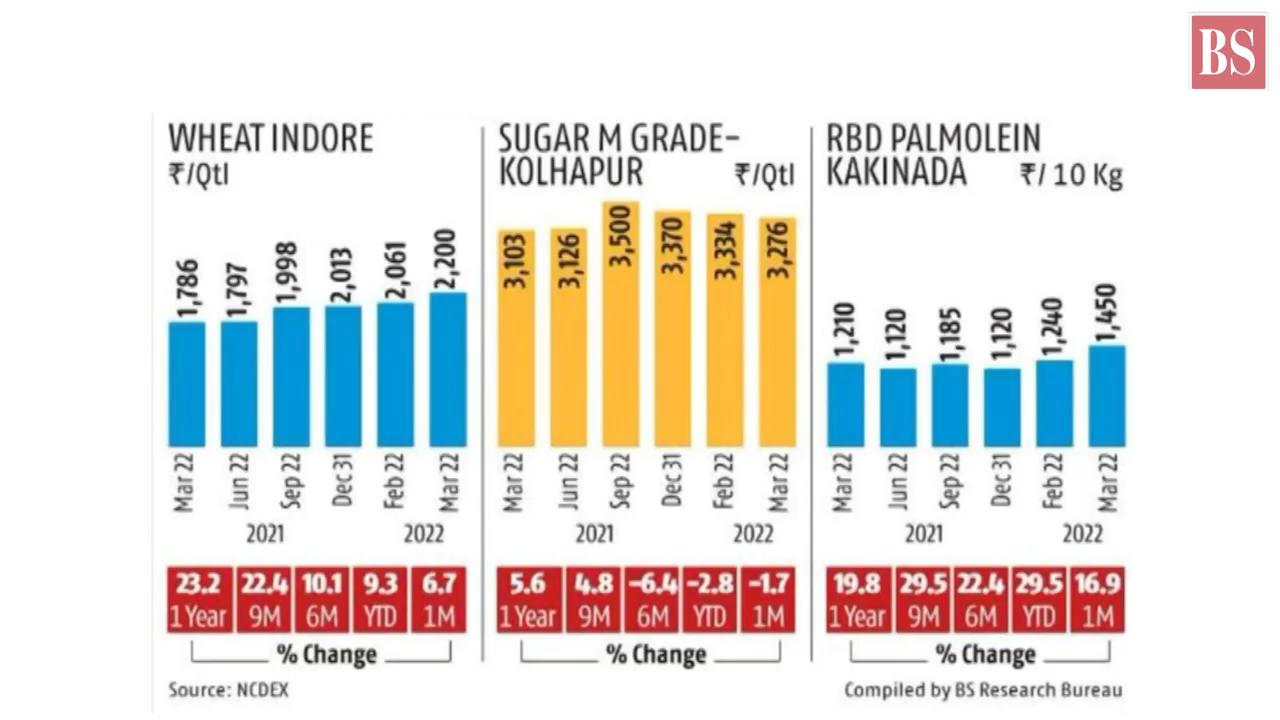 BS
WHEAT INDORE
₹/Qtl
1,786
1,797
1,998
2,013
2,061
2,200
Mar 22
Jun 22
Sep 22
Dec 31
Feb 22
Mar 22
2021
2022
23.2 22.4 10.1 9.3 6.7
1 Year 9M 6M YTD 1M
% Change
SUGAR M GRADE–
KOLHAPUR ₹/Qtl
3,103
3,126
3,500
3,370
3,334
3,276
Mar 22
Jun 22
Sep 22
Dec 31
Feb 22
Mar 22
2021
2022
5.6 4.8 –6.4 –2.8 –1.7
1 Year 9M 6M YTD 1M
% Change
RBD PALMOLEIN
KAKINADA ₹/ 10 Kg
1,210
1,120
1,185
1,120
1,240
1,450
Mar 22
Jun 22
Sep 22
Dec 31
Feb 22
Mar 22
2021
2022
19.8 29.5 22.4 29.5 16.9
1 Year 9M 6M YTD 1M
% Change
Source: NCDEX
Compiled by BS Research Bureau